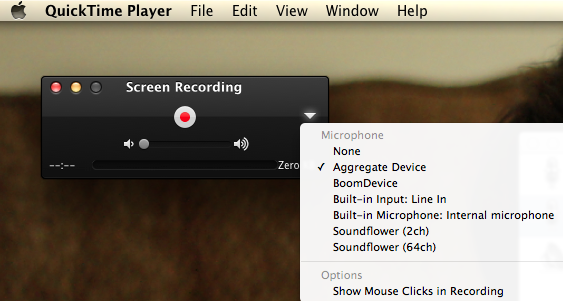 QuickTime Player File Edit View Window Help
Screen Recording
--:--
Zero
Microphone
None
✓ Aggregate Device
BoomDevice
Built-in Input: Line In
Built-in Microphone: Internal microphone
Soundflower (2ch)
Soundflower (64ch)
Options
Show Mouse Clicks in Recording